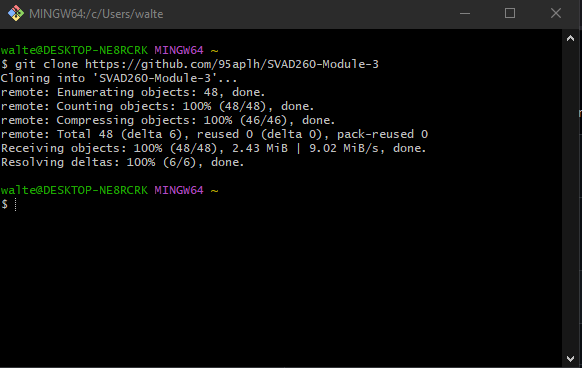 MINGW64:/c/Users/walte
walte@DESKTOP-NE8RCRK MINGW64 ~
$ git clone https://github.com/95aplh/SVAD260-Module-3
Cloning into 'SVAD260-Module-3'...
remote: Enumerating objects: 48, done.
remote: Counting objects: 100% (48/48), done.
remote: Compressing objects: 100% (46/46), done.
remote: Total 48 (delta 6), reused 0 (delta 0), pack-reused 0
Receiving objects: 100% (48/48), 2.43 MiB | 9.02 MiB/s, done.
Resolving deltas: 100% (6/6), done.
walte@DESKTOP-NE8RCRK MINGW64 ~
$